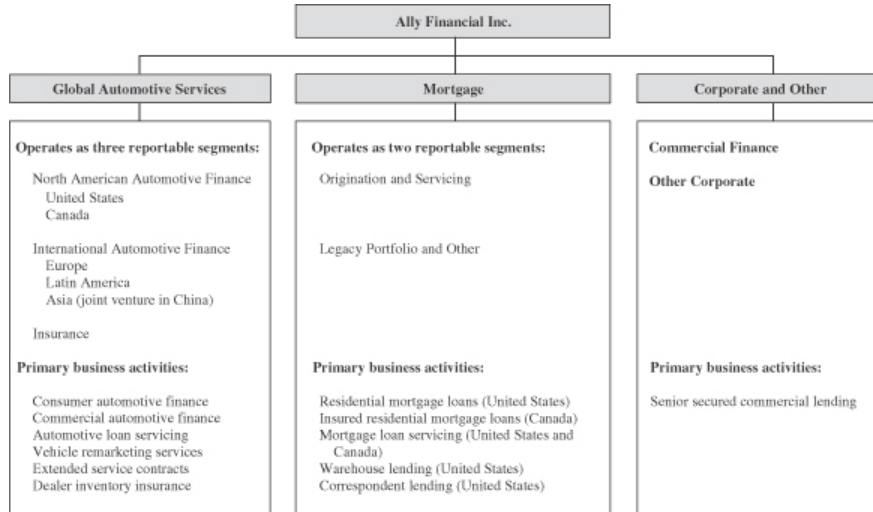 Ally Financial Inc.
Global Automotive Services
Mortgage
Corporate and Other
Operates as three reportable segments:
North American Automotive Finance
United States
Canada
International Automotive Finance
Europe
Latin America
Asia (joint venture in China)
Insurance
Primary business activities:
Consumer automotive finance
Commercial automotive finance
Automotive loan servicing
Vehicle remarketing services
Extended service contracts
Dealer inventory insurance
Operates as two reportable segments:
Origination and Servicing
Legacy Portfolio and Other
Primary business activities:
Residential mortgage loans (United States)
Insured residential mortgage loans (Canada)
Mortgage loan servicing (United States and
Canada)
Warehouse lending (United States)
Correspondent lending (United States)
Commercial Finance
Other Corporate
Primary business activities:
Senior secured commercial lending